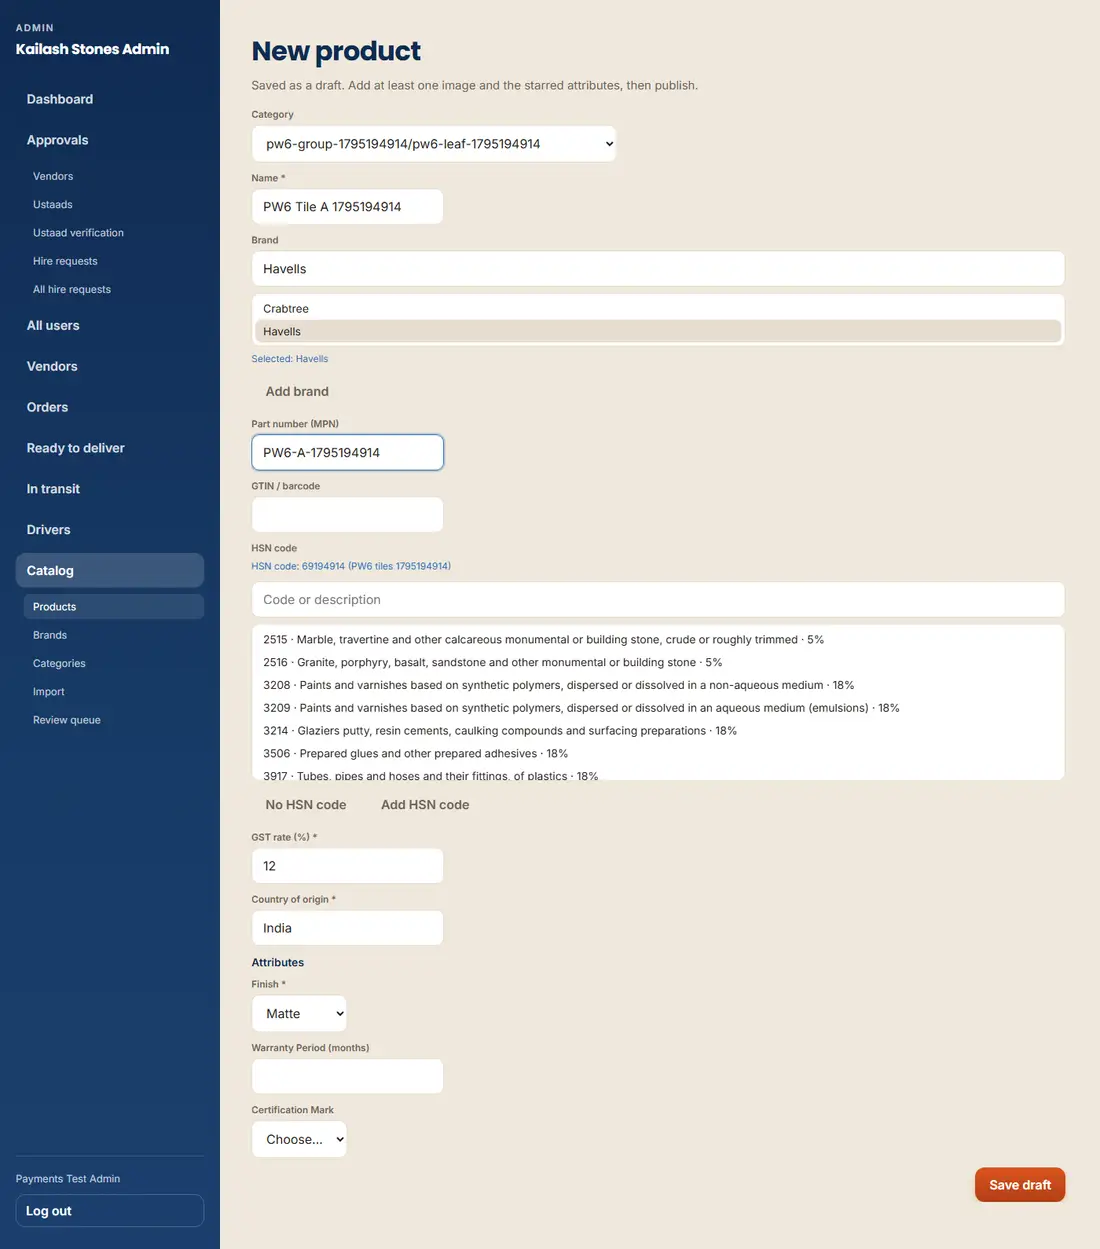 ADMIN
Kailash Stones Admin
Dashboard
Approvals
Vendors
Ustaads
Ustaad verification
Hire requests
All hire requests
All users
Vendors
Orders
Ready to deliver
In transit
Drivers
Catalog
Products
Brands
Categories
Import
Review queue
Payments Test Admin
Log out
New product
Saved as a draft. Add at least one image and the starred attributes, then publish.
Category
pw6-group-1795194914/pw6-leaf-1795194914
Name *
PW6 Tile A 1795194914
Brand
Havells
Crabtree
Havells
Selected: Havells
Add brand
Part number (MPN)
PW6-A-1795194914
GTIN / barcode
HSN code
HSN code: 69194914 (PW6 tiles 1795194914)
Code or description
2515 · Marble, travertine and other calcareous monumental or building stone, crude or roughly trimmed · 5%
2516 · Granite, porphyry, basalt, sandstone and other monumental or building stone · 5%
3208 · Paints and varnishes based on synthetic polymers, dispersed or dissolved in a non-aqueous medium · 18%
3209 · Paints and varnishes based on synthetic polymers, dispersed or dissolved in an aqueous medium (emulsions) · 18%
3214 · Glaziers putty, resin cements, caulking compounds and surfacing preparations · 18%
3506 · Prepared glues and other prepared adhesives · 18%
3917 · Tubes, pipes and hoses and their fittings, of plastics · 18%
No HSN code Add HSN code
GST rate (%) *
12
Country of origin *
India
Attributes
Finish *
Matte
Warranty Period (months)
Certification Mark
Choose...
Save draft